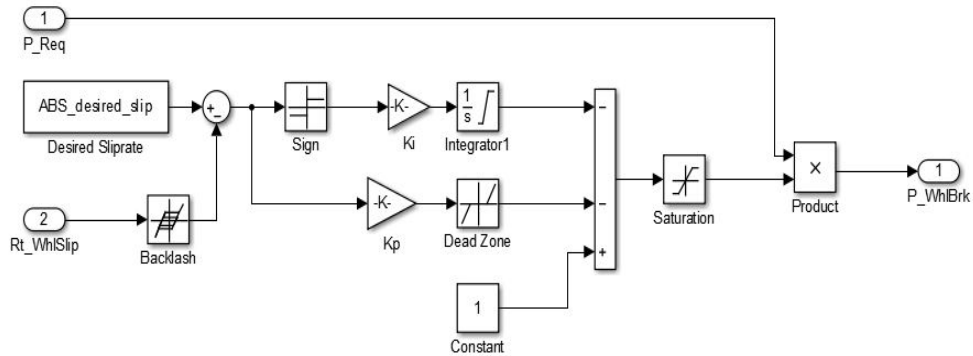 1
P_Req
ABS_desired_slip
Desired Sliprate
+
−
Sign
-K-
Ki
1
s
Integrator1
−
−
+
Saturation
×
Product
1
P_WhlBrk
2
Rt_WhlSlip
Backlash
-K-
Kp
Dead Zone
1
Constant